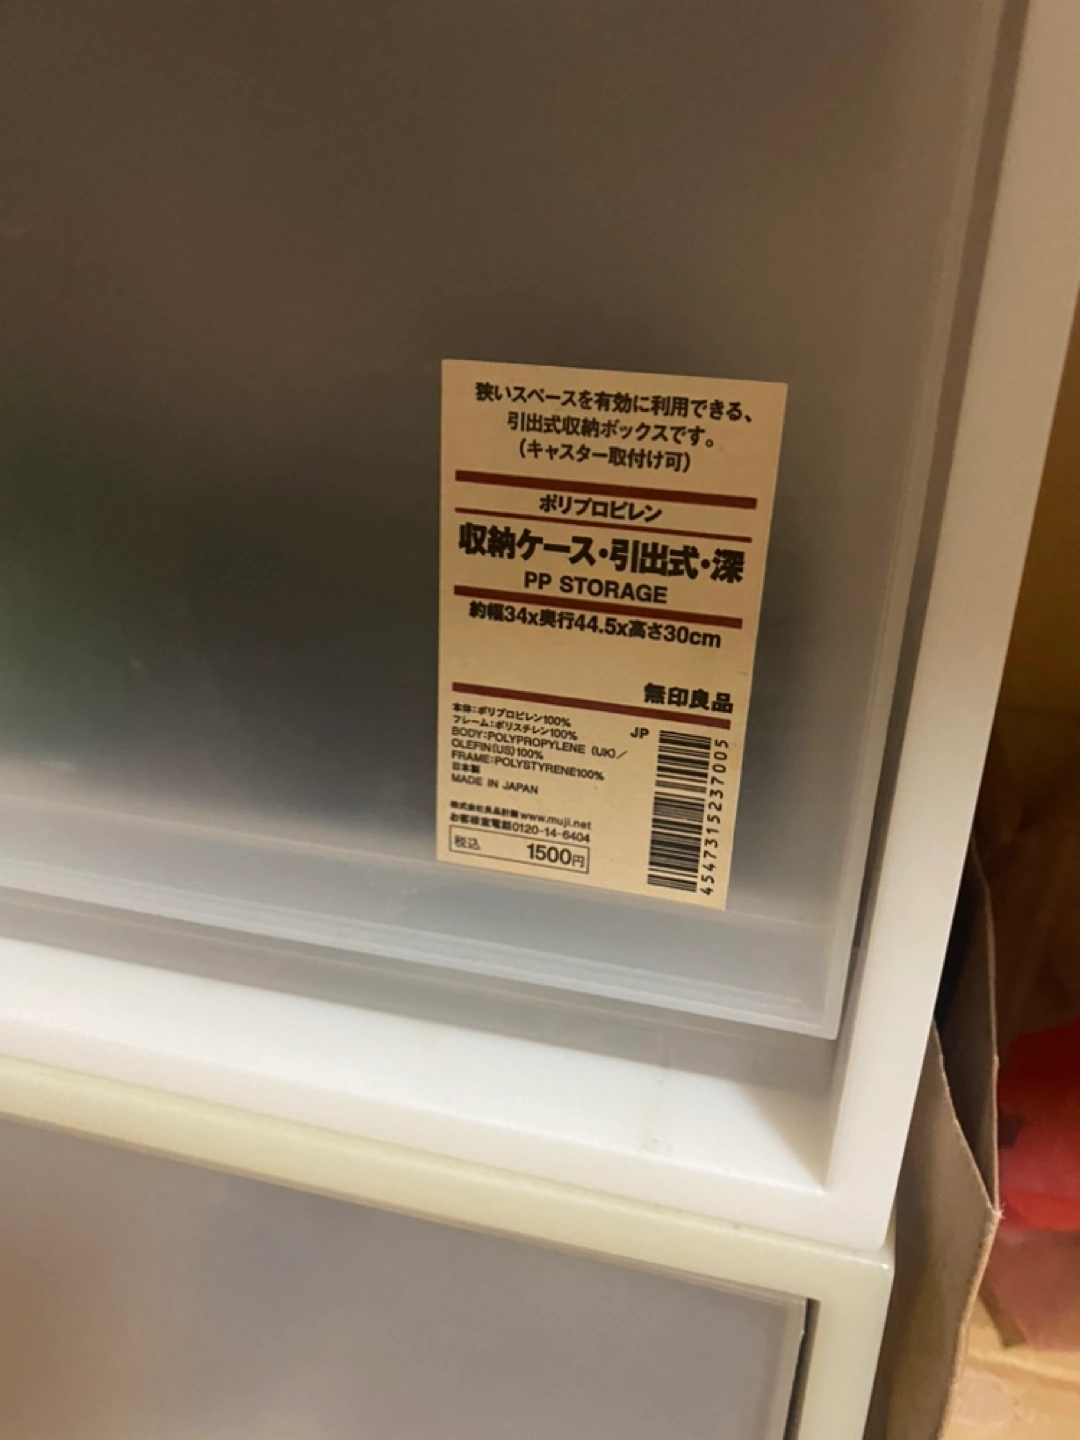 狭いスペースを有効に利用できる、
引出式収納ボックスです。
(キャスター取付け可)
ポリプロピレン
収納ケース・引出式・深
PP STORAGE
約幅34x奥行44.5x高さ30cm
無印良品
本体:ポリプロピレン100%
フレーム:ポリスチレン100%
BODY:POLYPROPYLENE (UK)/
OLEFIN(US)100%
FRAME:POLYSTYRENE100%
日本製
MADE IN JAPAN
株式会社良品計画 www.muji.net
お客様室電話0120-14-6404
税込 1500円
JP
4547315237005